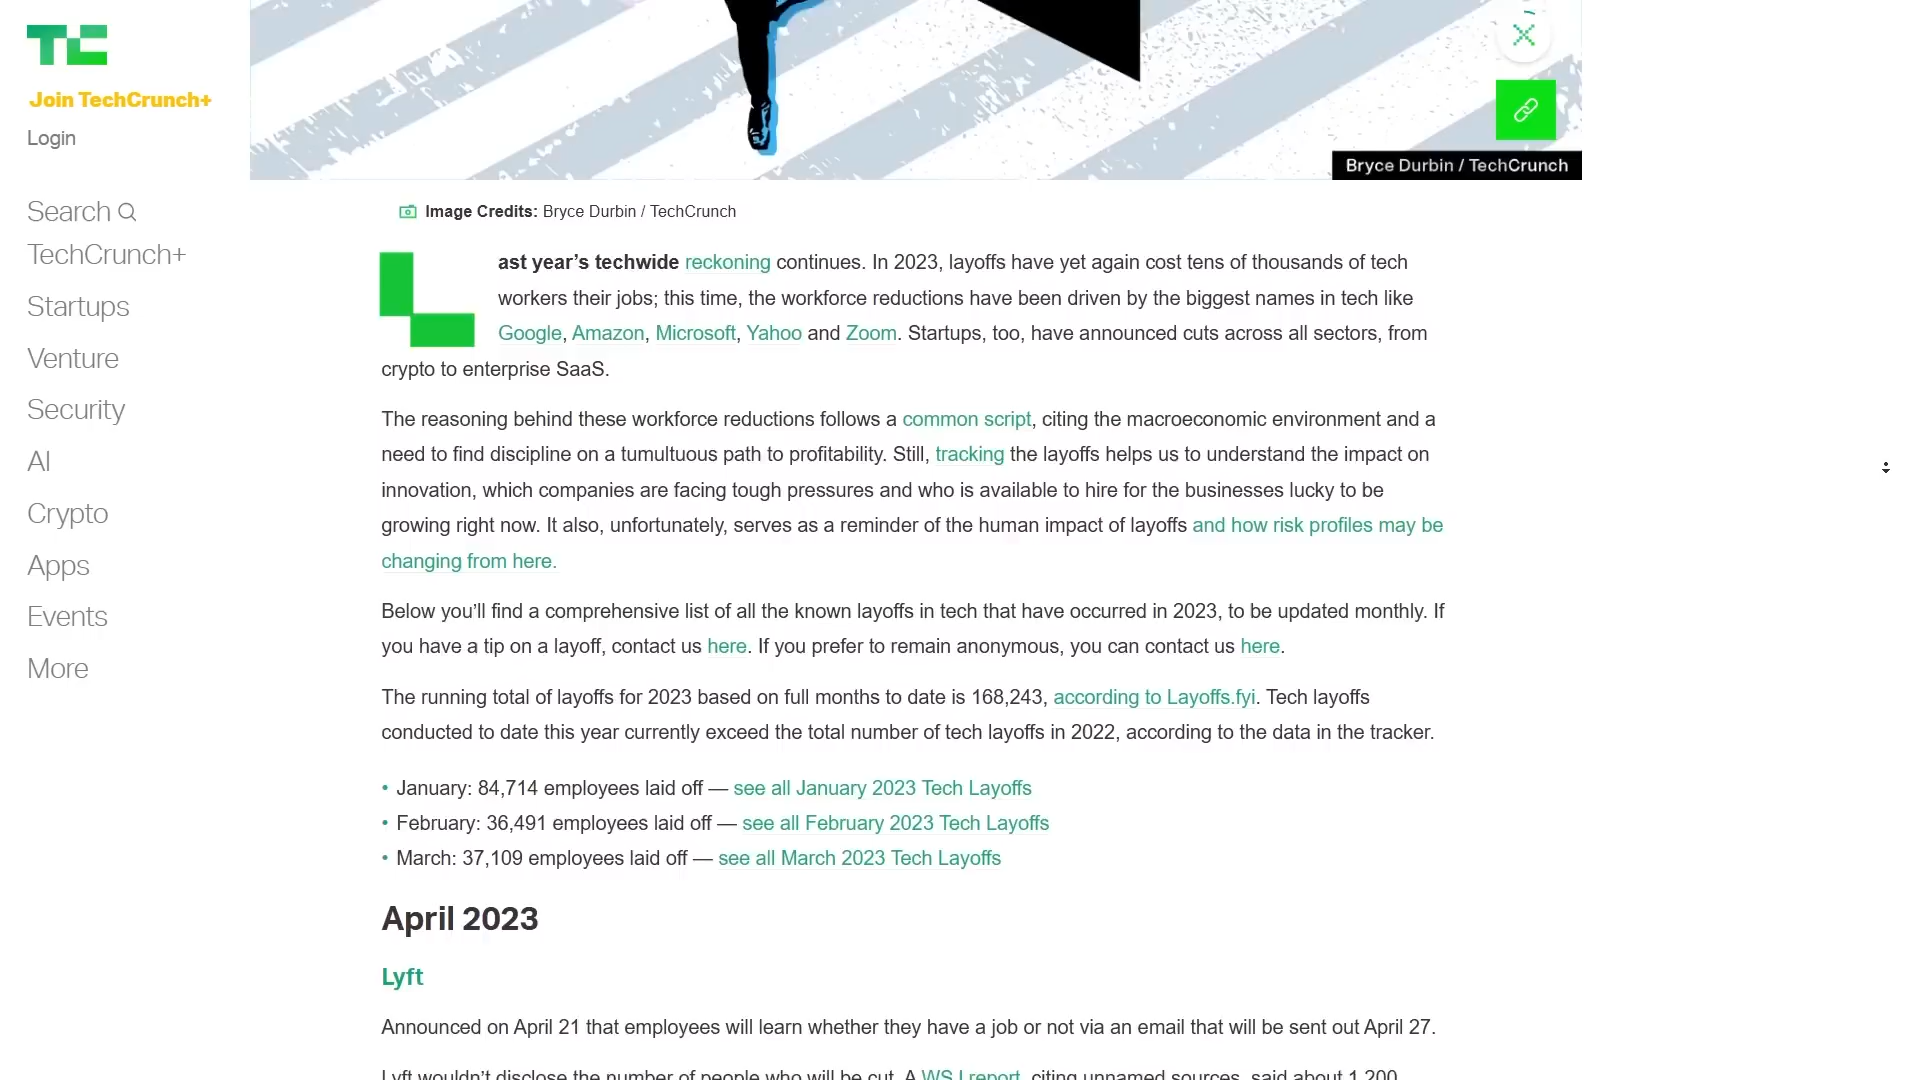 TC
Join TechCrunch+
Login
Search
TechCrunch+
Startups
Venture
Security
AI
Crypto
Apps
Events
More
Bryce Durbin / TechCrunch
Image Credits: Bryce Durbin / TechCrunch
Last year’s techwide reckoning continues. In 2023, layoffs have yet again cost tens of thousands of tech
workers their jobs; this time, the workforce reductions have been driven by the biggest names in tech like
Google, Amazon, Microsoft, Yahoo and Zoom. Startups, too, have announced cuts across all sectors, from
crypto to enterprise SaaS.
The reasoning behind these workforce reductions follows a common script, citing the macroeconomic environment and a
need to find discipline on a tumultuous path to profitability. Still, tracking the layoffs helps us to understand the impact on
innovation, which companies are facing tough pressures and who is available to hire for the businesses lucky to be
growing right now. It also, unfortunately, serves as a reminder of the human impact of layoffs and how risk profiles may be
changing from here.
Below you’ll find a comprehensive list of all the known layoffs in tech that have occurred in 2023, to be updated monthly. If
you have a tip on a layoff, contact us here. If you prefer to remain anonymous, you can contact us here.
The running total of layoffs for 2023 based on full months to date is 168,243, according to Layoffs.fyi. Tech layoffs
conducted to date this year currently exceed the total number of tech layoffs in 2022, according to the data in the tracker.
• January: 84,714 employees laid off — see all January 2023 Tech Layoffs
• February: 36,491 employees laid off — see all February 2023 Tech Layoffs
• March: 37,109 employees laid off — see all March 2023 Tech Layoffs
April 2023
Lyft
Announced on April 21 that employees will learn whether they have a job or not via an email that will be sent out April 27.
Lyft wouldn’t disclose the number of people who will be cut. A WSJ report, citing unnamed sources, said about 1,200